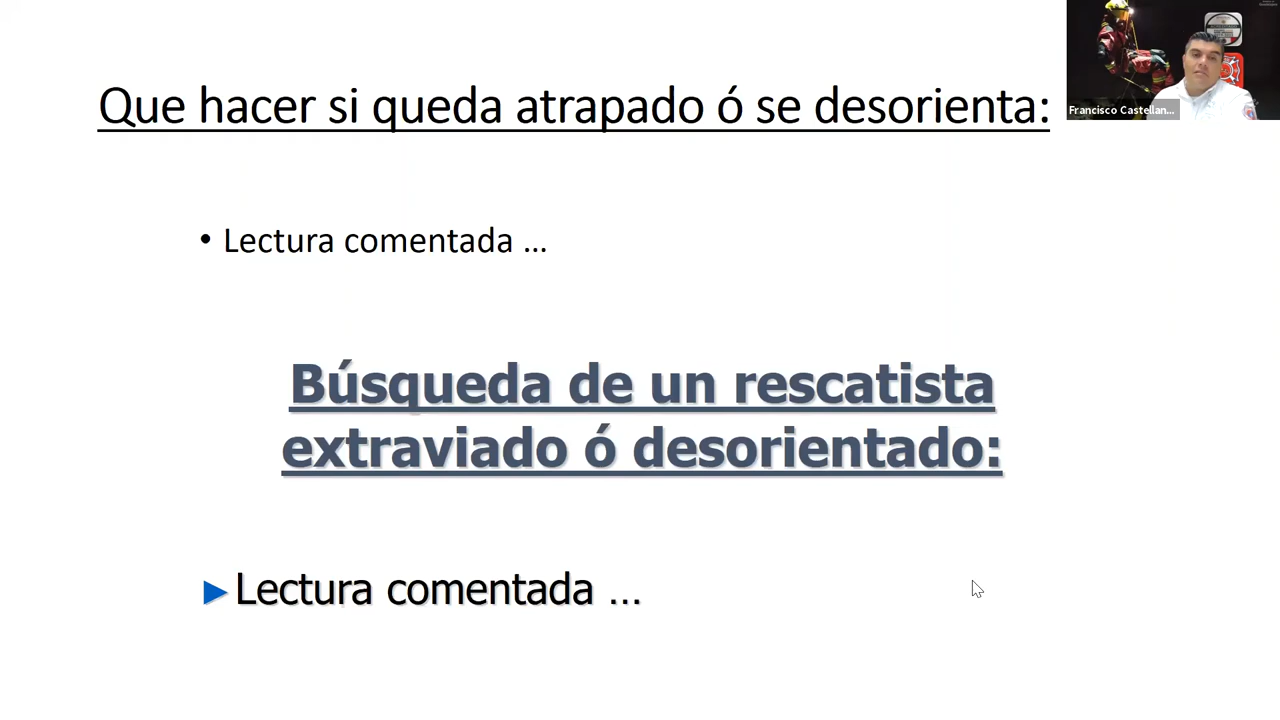 Que hacer si queda atrapado ó se desorienta:
Francisco Castellan...
• Lectura comentada ...
Búsqueda de un rescatista
extraviado ó desorientado:
►Lectura comentada ...